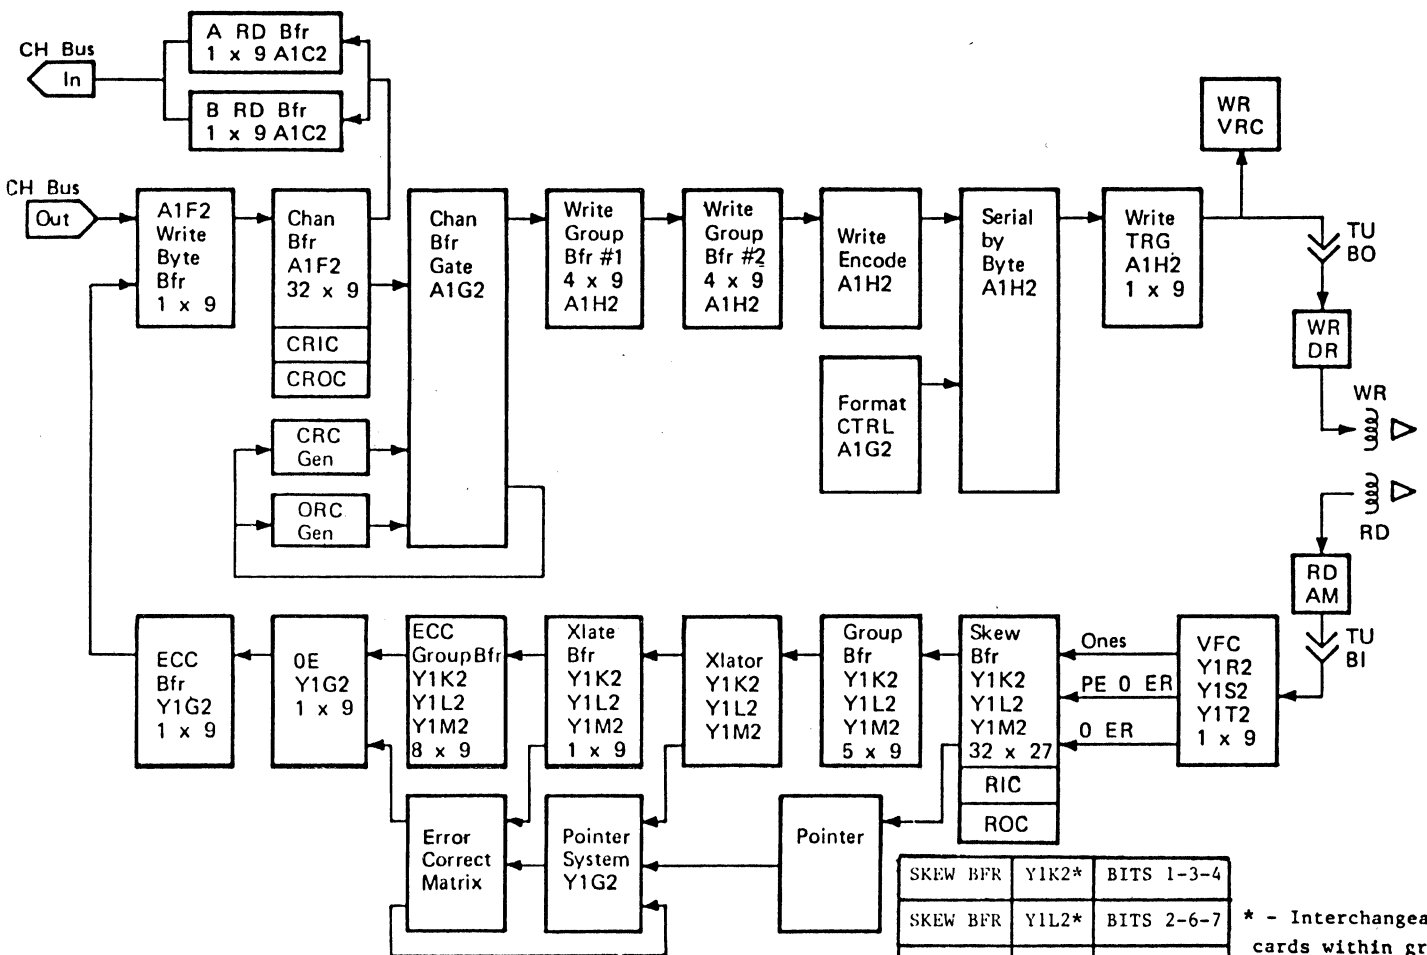 CH Bus
In
A RD Bfr
1 x 9 A1C2
B RD Bfr
1 x 9 A1C2
WR
VRC
CH Bus
Out
A1F2
Write
Byte
Bfr
1 x 9
Chan
Bfr
A1F2
32 x 9
CRIC
CROC
CRC
Gen
ORC
Gen
Chan
Bfr
Gate
A1G2
Write
Group
Bfr #1
4 x 9
A1H2
Write
Group
Bfr #2
4 x 9
A1H2
Write
Encode
A1H2
Format
CTRL
A1G2
Serial
by
Byte
A1H2
Write
TRG
A1H2
1 x 9
TU
BO
WR
DR
WR
RD
RD
AM
TU
BI
ECC
Bfr
Y1G2
1 x 9
OE
Y1G2
1 x 9
ECC
Group Bfr
Y1K2
Y1L2
Y1M2
8 x 9
Xlate
Bfr
Y1K2
Y1L2
Y1M2
1 x 9
Xlator
Y1K2
Y1L2
Y1M2
Group
Bfr
Y1K2
Y1L2
Y1M2
5 x 9
Skew
Bfr
Y1K2
Y1L2
Y1M2
32 x 27
RIC
ROC
Ones
PE 0 ER
0 ER
VFC
Y1R2
Y1S2
Y1T2
1 x 9
Error
Correct
Matrix
Pointer
System
Y1G2
Pointer
SKEW BFR Y1K2* BITS 1-3-4
SKEW BFR Y1L2* BITS 2-6-7
* - Interchangea
cards within gr